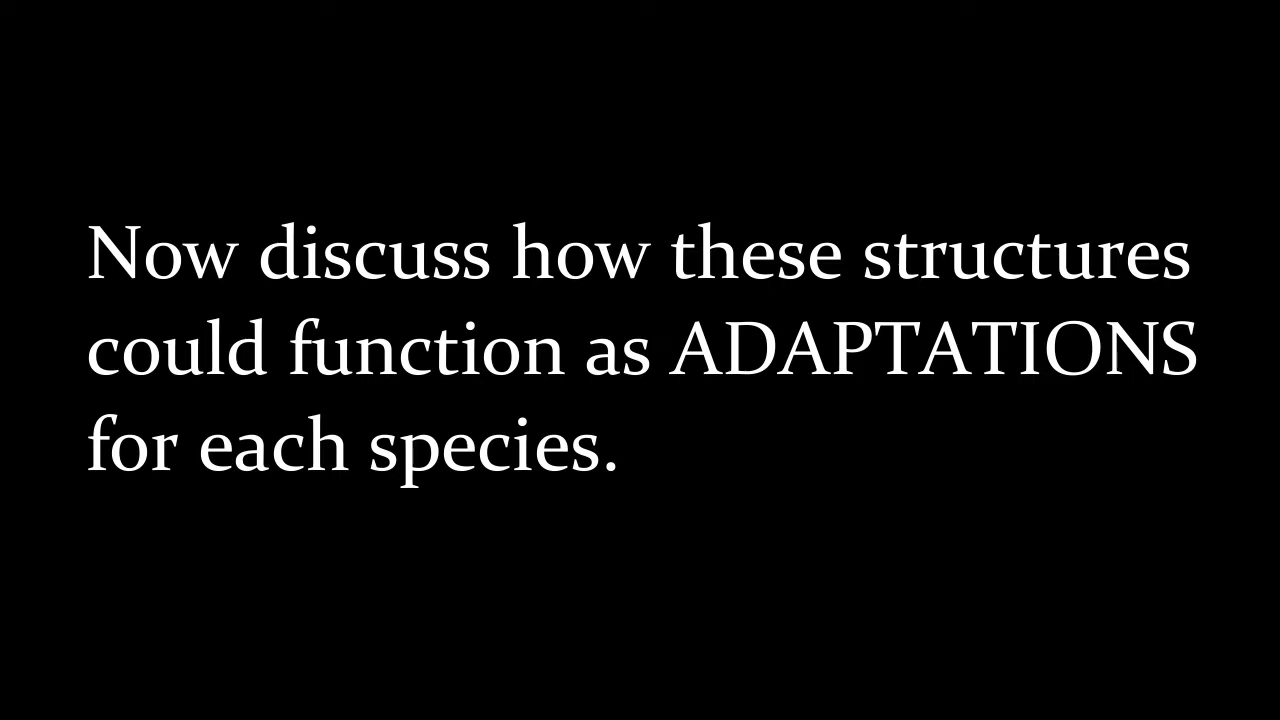 Now discuss how these structures
could function as ADAPTATIONS
for each species.